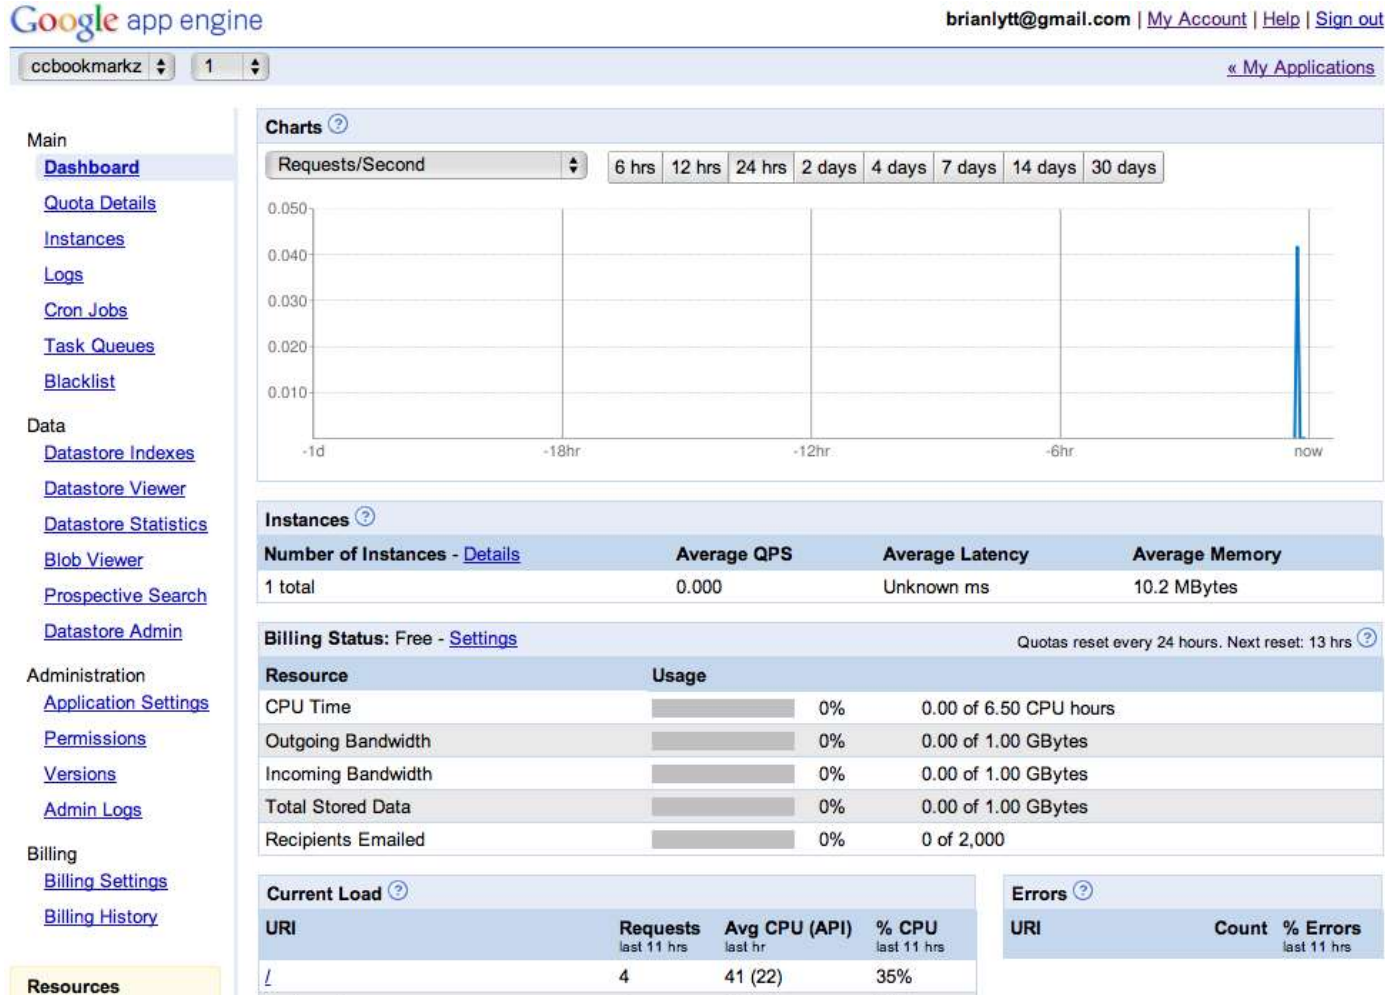 Google app engine
brianlytt@gmail.com | My Account | Help | Sign out
ccbookmarkz 1
« My Applications
Main
Dashboard
Quota Details
Instances
Logs
Cron Jobs
Task Queues
Blacklist
Data
Datastore Indexes
Datastore Viewer
Datastore Statistics
Blob Viewer
Prospective Search
Datastore Admin
Administration
Application Settings
Permissions
Versions
Admin Logs
Billing
Billing Settings
Billing History
Resources
Charts ?
Requests/Second
6 hrs 12 hrs 24 hrs 2 days 4 days 7 days 14 days 30 days
0.050
0.040
0.030
0.020
0.010
-1d -18hr -12hr -6hr now
Instances ?
Number of Instances - Details Average QPS Average Latency Average Memory
1 total 0.000 Unknown ms 10.2 MBytes
Billing Status: Free - Settings Quotas reset every 24 hours. Next reset: 13 hrs ?
Resource Usage
CPU Time 0% 0.00 of 6.50 CPU hours
Outgoing Bandwidth 0% 0.00 of 1.00 GBytes
Incoming Bandwidth 0% 0.00 of 1.00 GBytes
Total Stored Data 0% 0.00 of 1.00 GBytes
Recipients Emailed 0% 0 of 2,000
Current Load ?
URI Requests Avg CPU (API) % CPU
last 11 hrs last hr last 11 hrs
/ 4 41 (22) 35%
Errors ?
URI Count % Errors
last 11 hrs